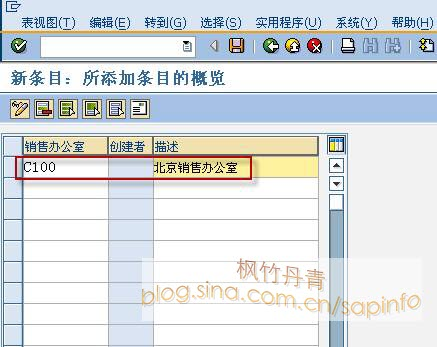 表视图(T) 编辑(E) 转到(G) 选择(S) 实用程序(U) 系统(Y) 帮助(H)
新条目：所添加条目的概览
销售办公室 创建者 描述
C100 北京销售办公室
枫竹丹青
blog.sina.com.cn/sapinfo